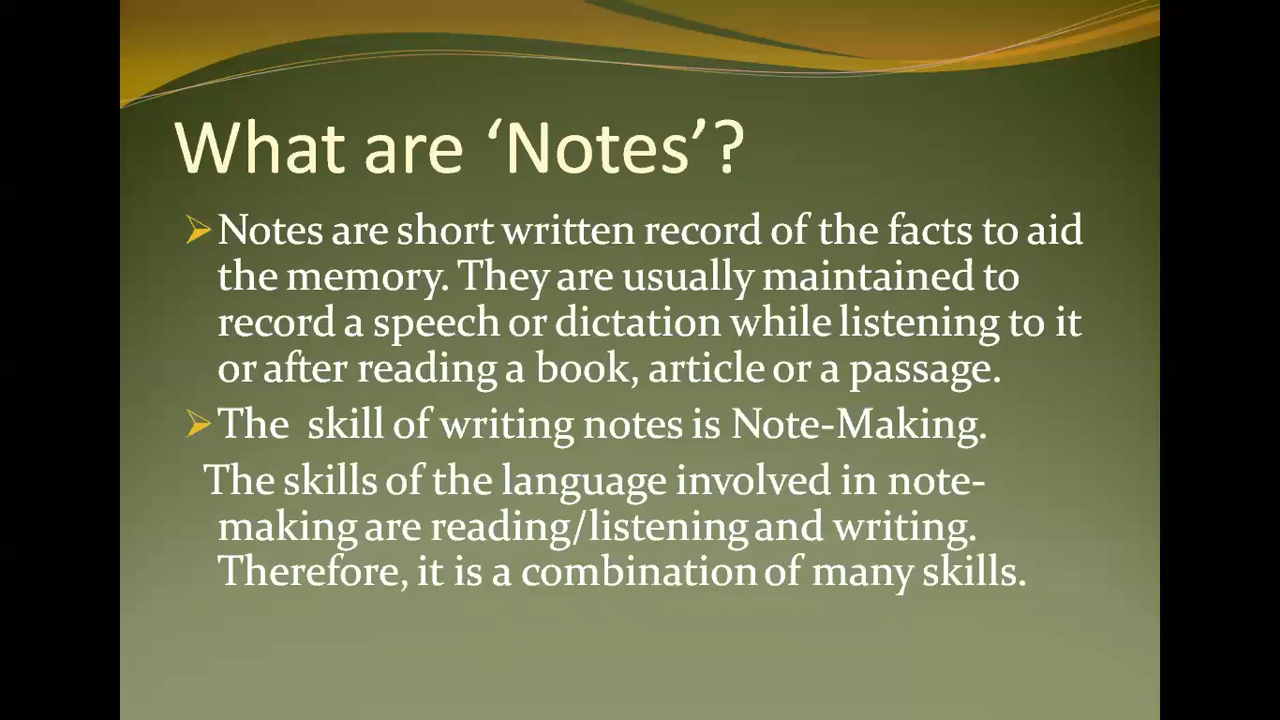 What are ‘Notes’?
Notes are short written record of the facts to aid
the memory. They are usually maintained to
record a speech or dictation while listening to it
or after reading a book, article or a passage.
The skill of writing notes is Note-Making.
The skills of the language involved in note-
making are reading/listening and writing.
Therefore, it is a combination of many skills.